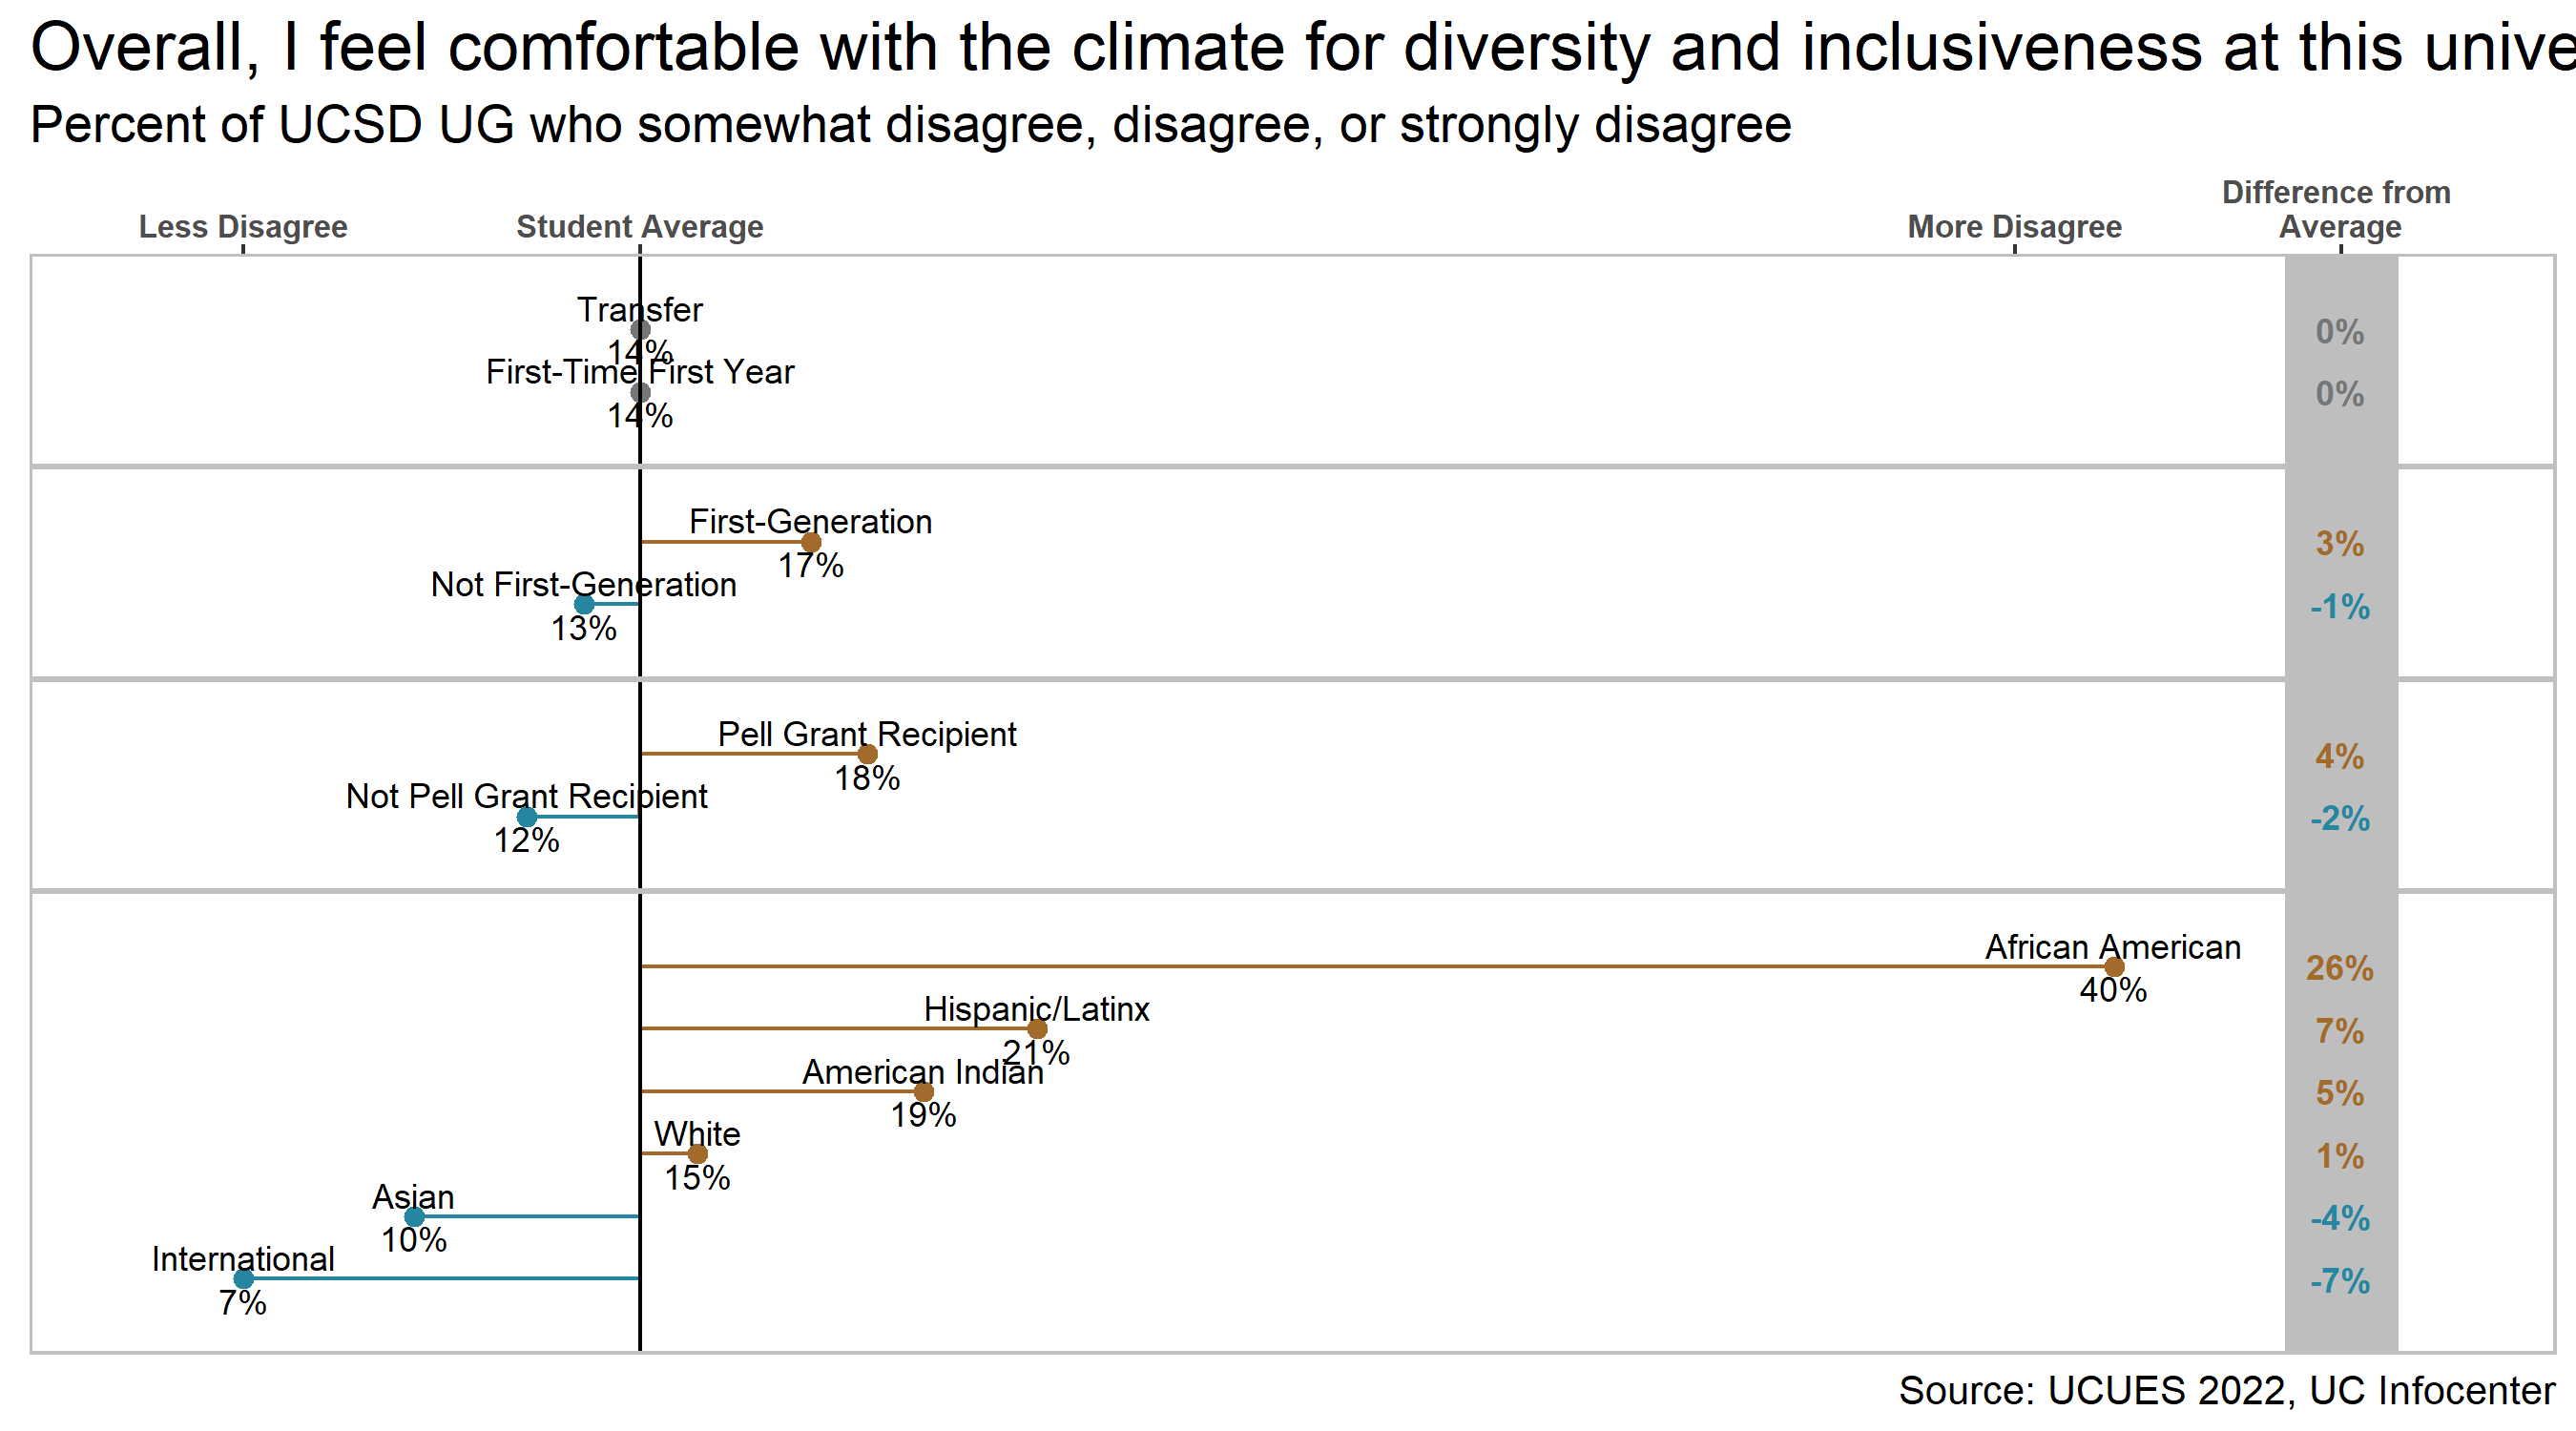 Overall, I feel comfortable with the climate for diversity and inclusiveness at this unive
Percent of UCSD UG who somewhat disagree, disagree, or strongly disagree
Less Disagree
Student Average
More Disagree
Difference from
Average
Transfer
14%
0%
First-Time First Year
14%
0%
First-Generation
17%
3%
Not First-Generation
13%
-1%
Pell Grant Recipient
18%
4%
Not Pell Grant Recipient
12%
-2%
African American
40%
26%
Hispanic/Latinx
21%
7%
American Indian
19%
5%
White
15%
1%
Asian
10%
-4%
International
7%
-7%
Source: UCUES 2022, UC Infocenter